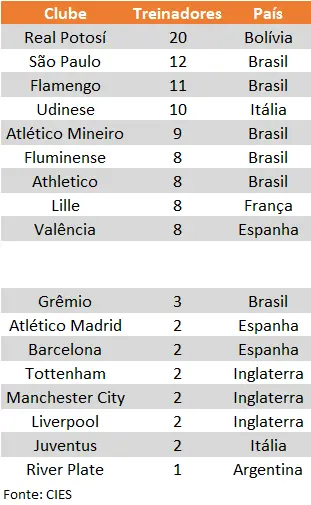 Clube Treinadores País
Real Potosí 20 Bolívia
São Paulo 12 Brasil
Flamengo 11 Brasil
Udinese 10 Itália
Atlético Mineiro 9 Brasil
Fluminense 8 Brasil
Athletico 8 Brasil
Lille 8 França
Valência 8 Espanha
Grêmio 3 Brasil
Atlético Madrid 2 Espanha
Barcelona 2 Espanha
Tottenham 2 Inglaterra
Manchester City 2 Inglaterra
Liverpool 2 Inglaterra
Juventus 2 Itália
River Plate 1 Argentina
Fonte: CIES